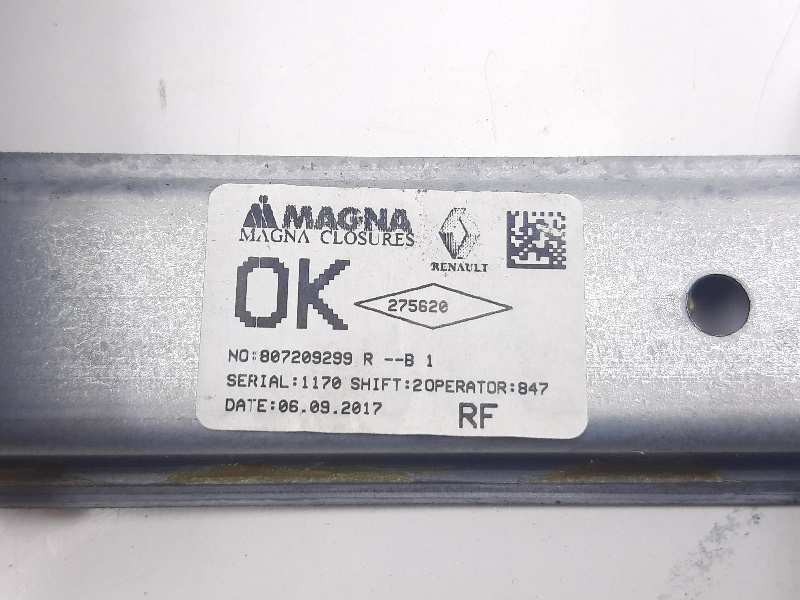 MAGNA
MAGNA CLOSURES
RENAULT
OK
275620
NO:807209299 R --B 1
SERIAL:1170 SHIFT:2OPERATOR:847
DATE:06.09.2017
RF